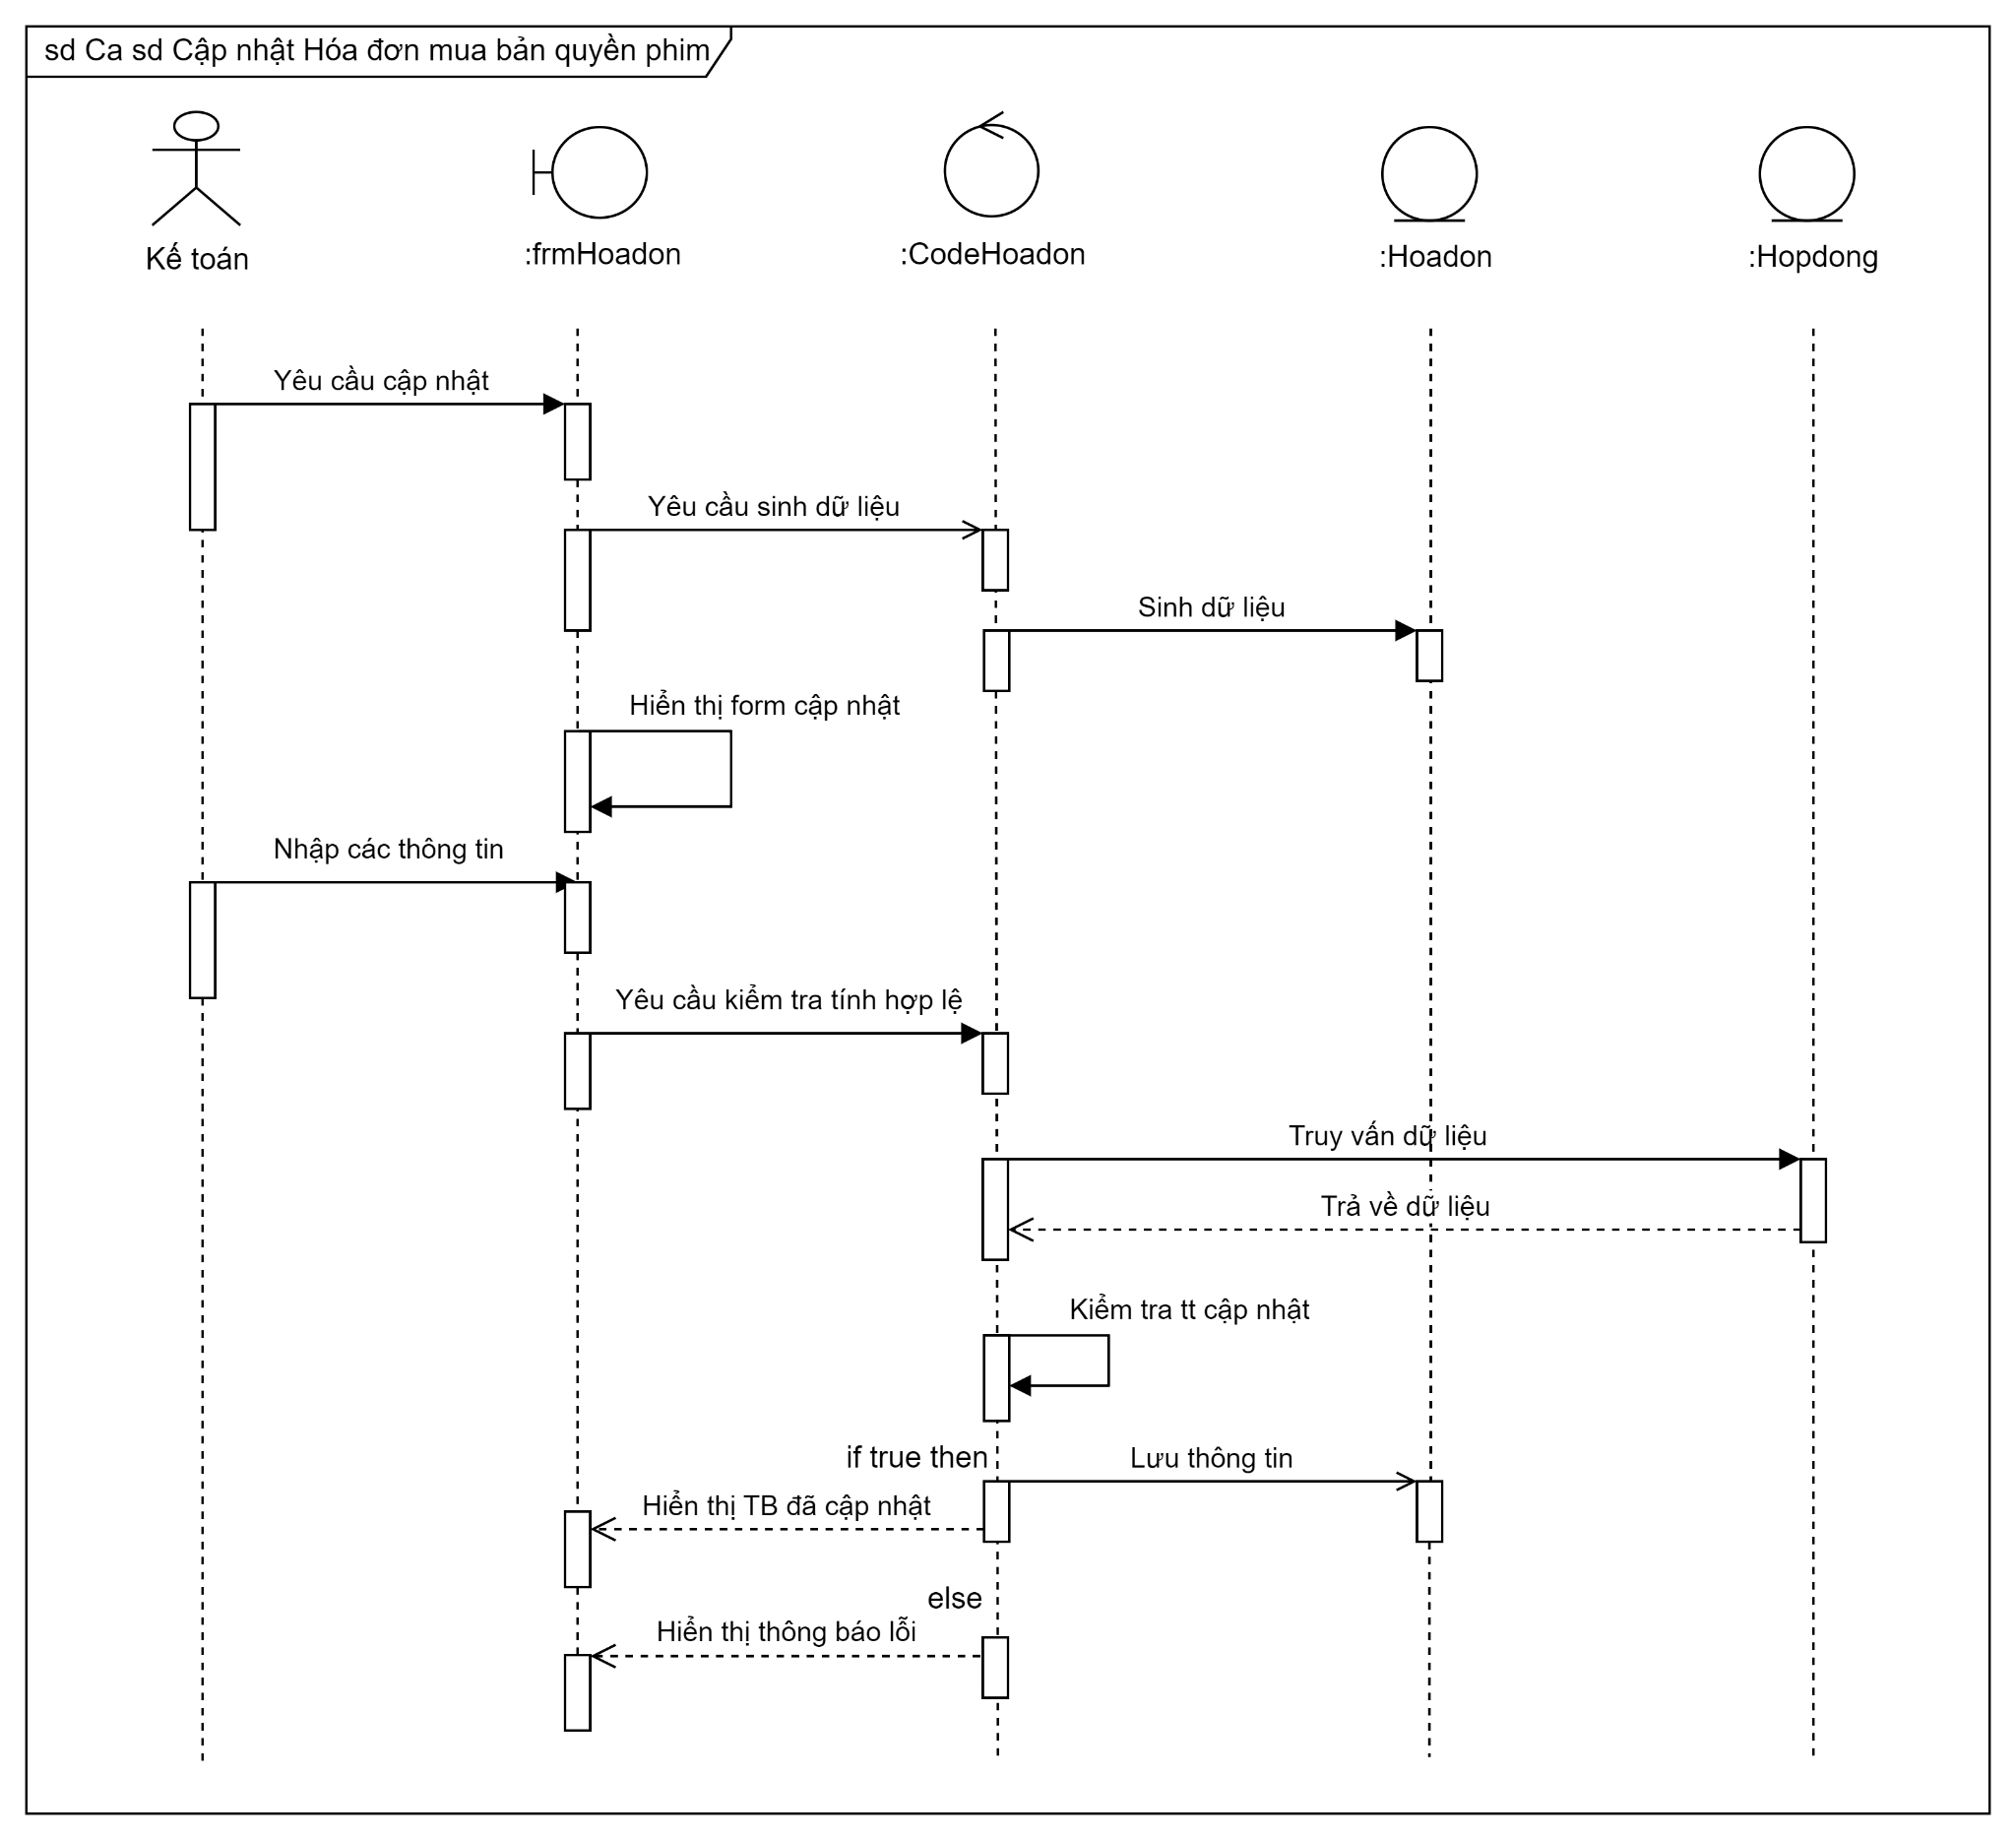 sd Ca sd Cập nhật Hóa đơn mua bản quyền phim
Kế toán
:frmHoadon
:CodeHoadon
:Hoadon
:Hopdong
Yêu cầu cập nhật
Yêu cầu sinh dữ liệu
Sinh dữ liệu
Hiển thị form cập nhật
Nhập các thông tin
Yêu cầu kiểm tra tính hợp lệ
Truy vấn dữ liệu
Trả về dữ liệu
Kiểm tra tt cập nhật
if true then
Lưu thông tin
Hiển thị TB đã cập nhật
else
Hiển thị thông báo lỗi